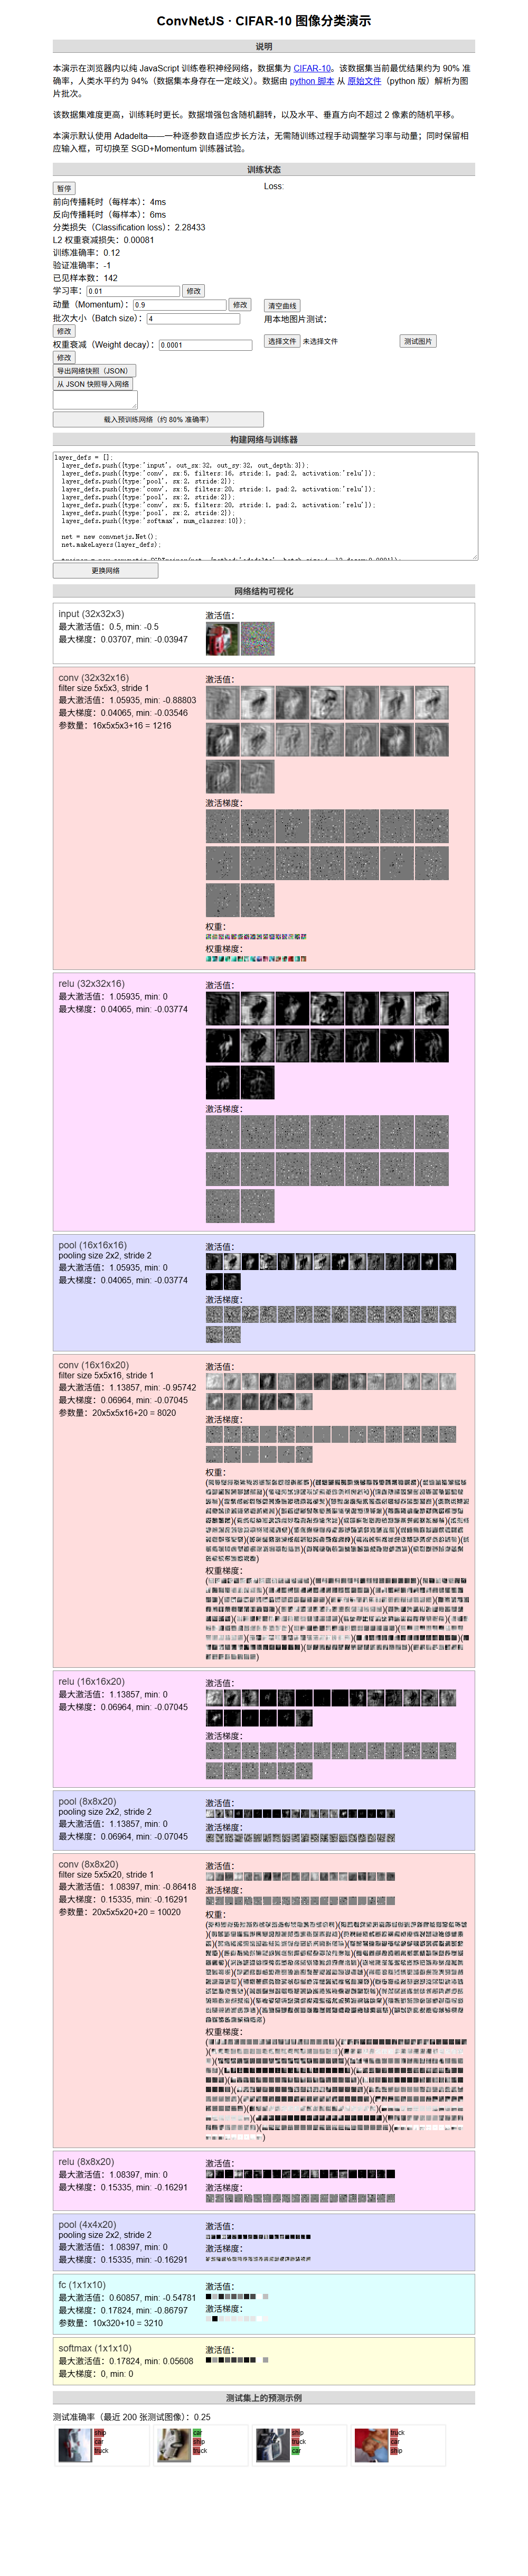 ConvNetJS · CIFAR-10 图像分类演示
说明
本演示在浏览器内以纯 JavaScript 训练卷积神经网络，数据集为 CIFAR-10。该数据集当前最优结果约为 90% 准
确率，人类水平约为 94%（数据集本身存在一定歧义）。数据由 python 脚本 从 原始文件（python 版）解析为图
片批次。
该数据集难度更高，训练耗时更长。数据增强包含随机翻转，以及水平、垂直方向不超过 2 像素的随机平移。
本演示默认使用 Adadelta——一种逐参数自适应步长方法，无需随训练过程手动调整学习率与动量；同时保留相
应输入框，可切换至 SGD+Momentum 训练器试验。
训练状态
暂停
Loss:
前向传播耗时（每样本）：4ms
反向传播耗时（每样本）：6ms
分类损失（Classification loss）：2.28433
L2 权重衰减损失：0.00081
训练准确率：0.12
验证准确率：-1
已见样本数：142
学习率：0.01 修改
动量（Momentum）：0.9 修改
批次大小（Batch size）：4
修改
权重衰减（Weight decay）：0.0001
修改
清空曲线
用本地图片测试：
选择文件 未选择文件 测试图片
导出网络快照（JSON）
从 JSON 快照导入网络
载入预训练网络（约 80% 准确率）
构建网络与训练器
layer_defs = [];
layer_defs.push({type:'input', out_sx:32, out_sy:32, out_depth:3});
layer_defs.push({type:'conv', sx:5, filters:16, stride:1, pad:2, activation:'relu'});
layer_defs.push({type:'pool', sx:2, stride:2});
layer_defs.push({type:'conv', sx:5, filters:20, stride:1, pad:2, activation:'relu'});
layer_defs.push({type:'pool', sx:2, stride:2});
layer_defs.push({type:'conv', sx:5, filters:20, stride:1, pad:2, activation:'relu'});
layer_defs.push({type:'pool', sx:2, stride:2});
layer_defs.push({type:'softmax', num_classes:10});
net = new convnetjs.Net();
net.makeLayers(layer_defs);
更换网络
网络结构可视化
input (32x32x3)
最大激活值：0.5, min: -0.5
最大梯度：0.03707, min: -0.03947
激活值：
conv (32x32x16)
filter size 5x5x3, stride 1
最大激活值：1.05935, min: -0.88803
最大梯度：0.04065, min: -0.03546
参数量：16x5x5x3+16 = 1216
激活值：
激活梯度：
权重：
权重梯度：
relu (32x32x16)
最大激活值：1.05935, min: 0
最大梯度：0.04065, min: -0.03774
激活值：
激活梯度：
pool (16x16x16)
pooling size 2x2, stride 2
最大激活值：1.05935, min: 0
最大梯度：0.04065, min: -0.03774
激活值：
激活梯度：
conv (16x16x20)
filter size 5x5x16, stride 1
最大激活值：1.13857, min: -0.95742
最大梯度：0.06964, min: -0.07045
参数量：20x5x5x16+20 = 8020
激活值：
激活梯度：
权重：
权重梯度：
relu (16x16x20)
最大激活值：1.13857, min: 0
最大梯度：0.06964, min: -0.07045
激活值：
激活梯度：
pool (8x8x20)
pooling size 2x2, stride 2
最大激活值：1.13857, min: 0
最大梯度：0.06964, min: -0.07045
激活值：
激活梯度：
conv (8x8x20)
filter size 5x5x20, stride 1
最大激活值：1.08397, min: -0.86418
最大梯度：0.15335, min: -0.16291
参数量：20x5x5x20+20 = 10020
激活值：
激活梯度：
权重：
权重梯度：
relu (8x8x20)
最大激活值：1.08397, min: 0
最大梯度：0.15335, min: -0.16291
激活值：
激活梯度：
pool (4x4x20)
pooling size 2x2, stride 2
最大激活值：1.08397, min: 0
最大梯度：0.15335, min: -0.16291
激活值：
激活梯度：
fc (1x1x10)
最大激活值：0.60857, min: -0.54781
最大梯度：0.17824, min: -0.86797
参数量：10x320+10 = 3210
激活值：
激活梯度：
softmax (1x1x10)
最大激活值：0.17824, min: 0.05608
最大梯度：0, min: 0
激活值：
测试集上的预测示例
测试准确率（最近 200 张测试图像）：0.25
ship
car
truck
car
ship
truck
ship
truck
car
truck
car
ship